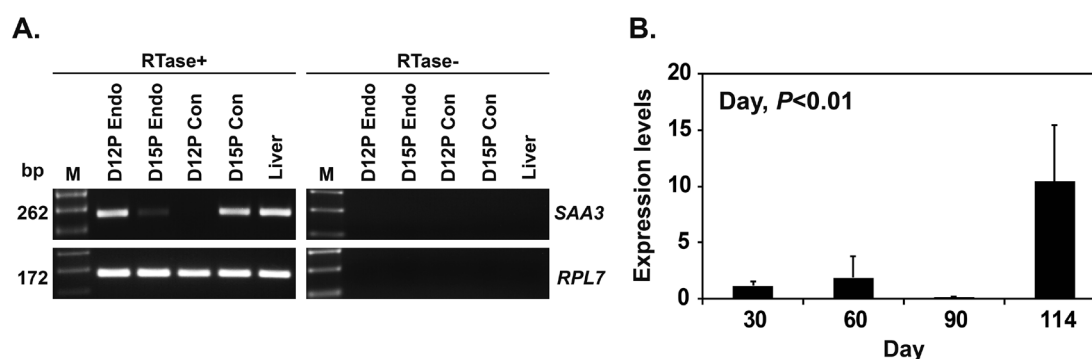 A.
RTase+ RTase-
bp M D12P Endo D15P Endo D12P Con D15P Con Liver M D12P Endo D15P Endo D12P Con D15P Con Liver
262 SAA3
172 RPL7
B.
Day, P<0.01
Expression levels
20
15
10
5
0
30 60 90 114
Day